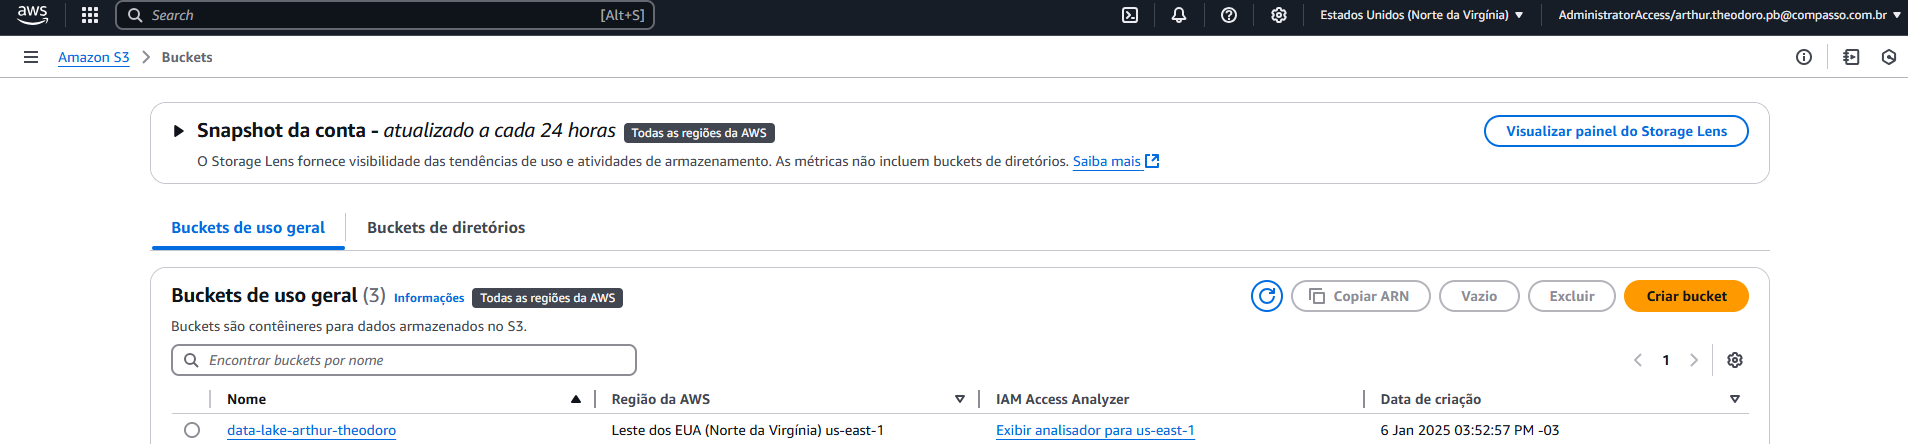 aws Search [Alt+S] Estados Unidos (Norte da Virgínia) AdministratorAccess/arthur.theodoro.pb@compasso.com.br
Amazon S3 Buckets
Snapshot da conta - atualizado a cada 24 horas Todas as regiões da AWS Visualizar painel do Storage Lens
O Storage Lens fornece visibilidade das tendências de uso e atividades de armazenamento. As métricas não incluem buckets de diretórios. Saiba mais
Buckets de uso geral Buckets de diretórios
Buckets de uso geral (3) Informações Todas as regiões da AWS Copiar ARN Vazio Excluir Criar bucket
Buckets são contêineres para dados armazenados no S3.
Encontrar buckets por nome 1
Nome Região da AWS IAM Access Analyzer Data de criação
data-lake-arthur-theodoro Leste dos EUA (Norte da Virgínia) us-east-1 Exibir analisador para us-east-1 6 Jan 2025 03:52:57 PM -03